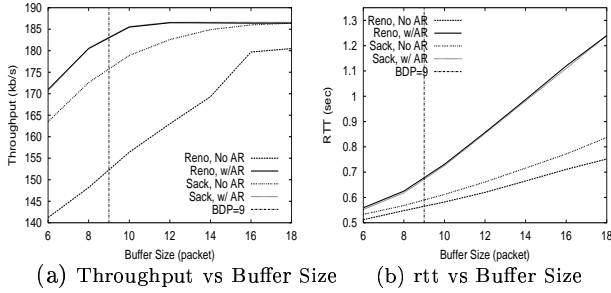 190
185
180
175
170
165
160
155
150
145
140
Throughput (kb/s)
6 8 10 12 14 16 18
Buffer Size (packet)
Reno, No AR
Reno, w/AR
Sack, No AR
Sack, w/ AR
BDP=9
(a) Throughput vs Buffer Size
1.3
1.2
1.1
1
0.9
0.8
0.7
0.6
0.5
RTT (sec)
6 8 10 12 14 16 18
Buffer Size (packet)
Reno, No AR
Reno, w/AR
Sack, No AR
Sack, w/ AR
BDP=9
(b) rtt vs Buffer Size